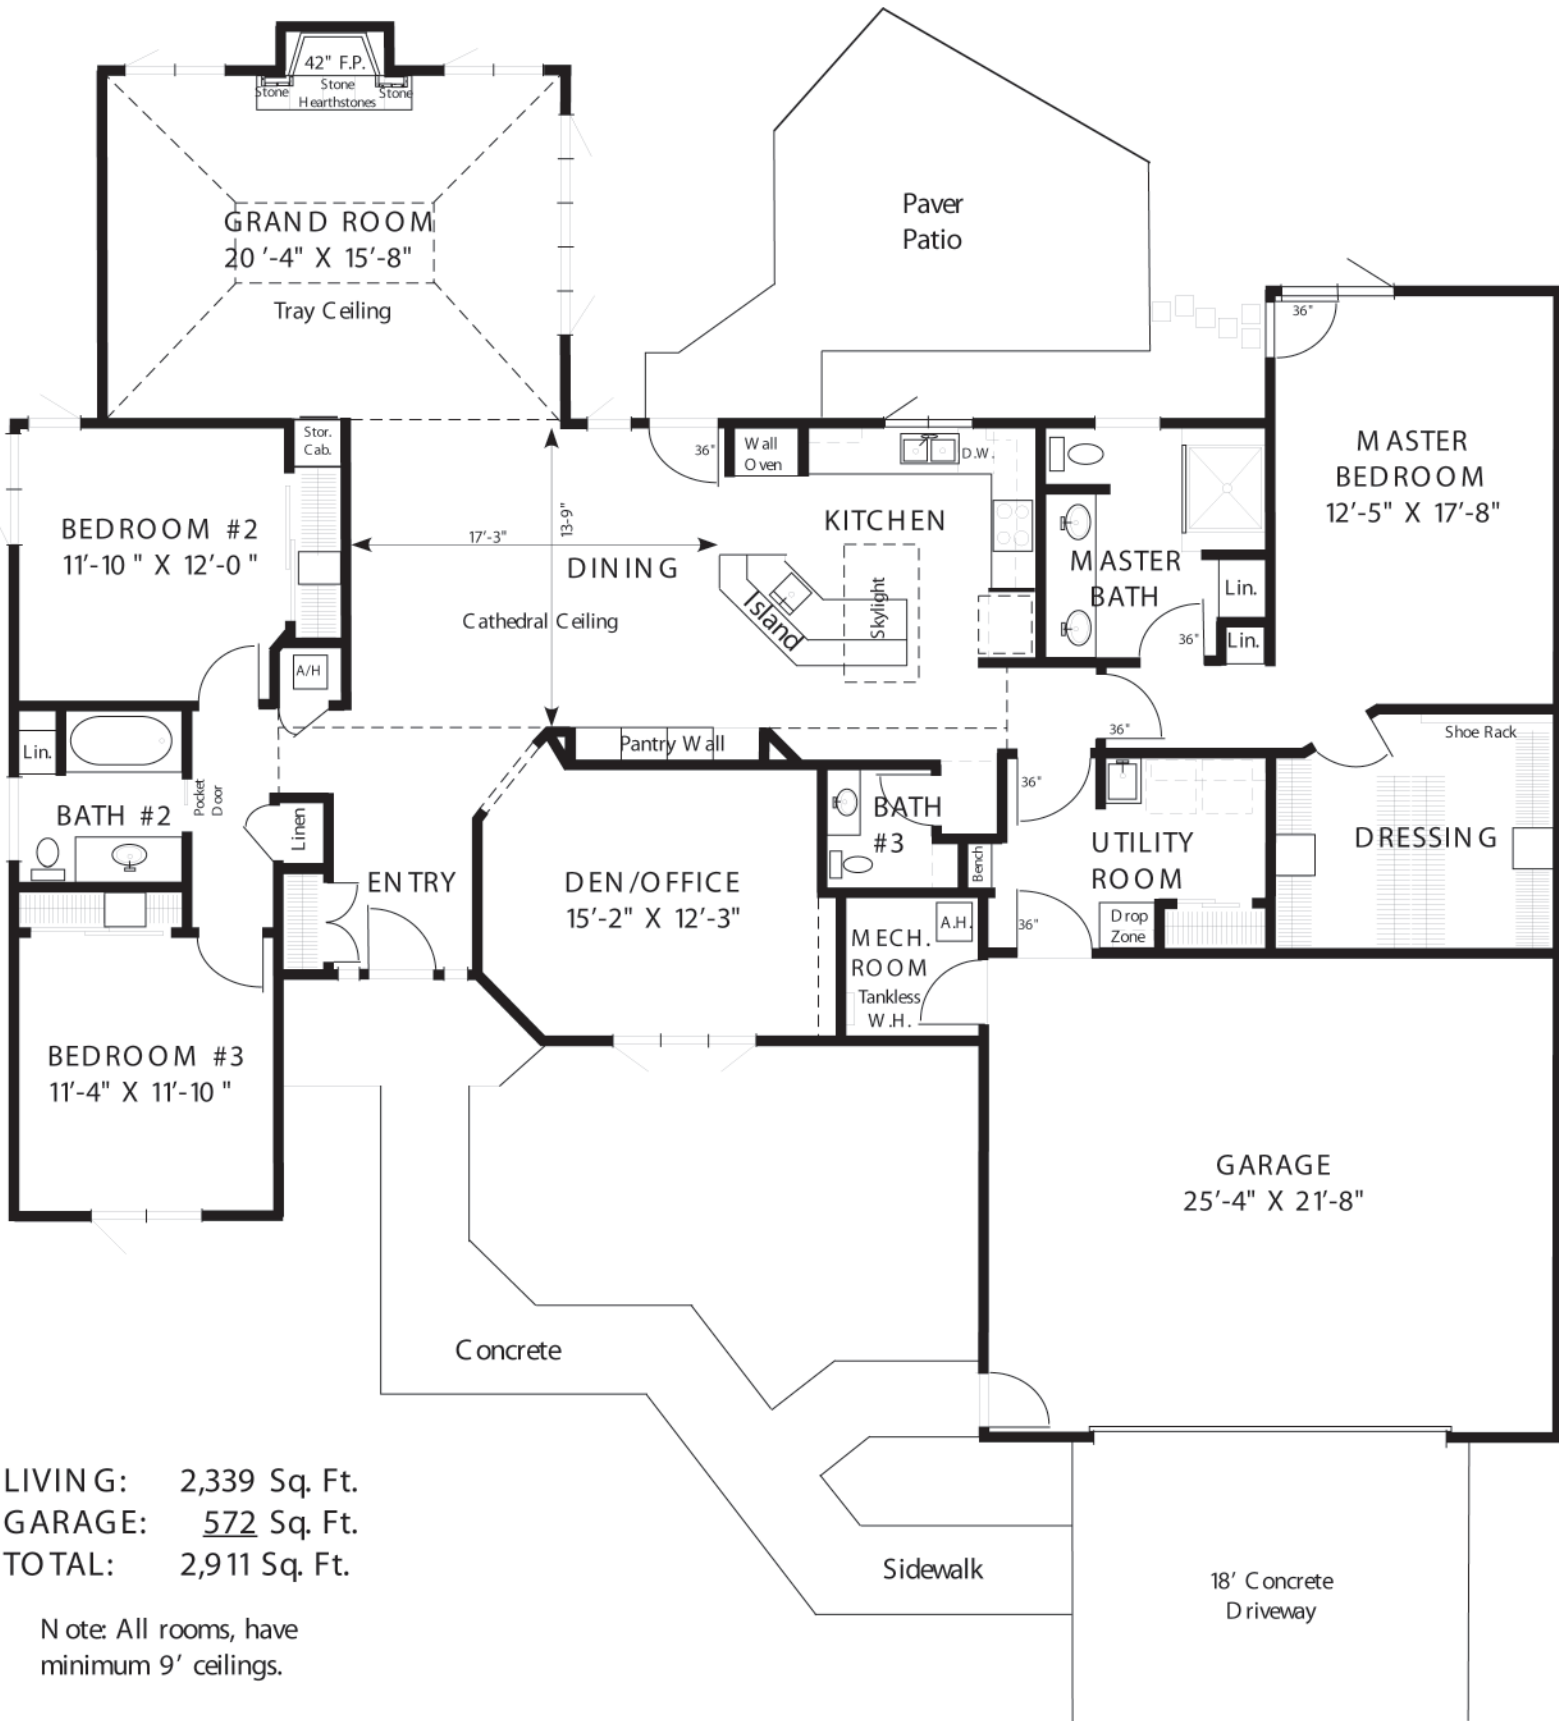 42" F.P.
Stone
Stone
Stone
Hearthstones
GRAND ROOM
20'-4" X 15'-8"
Tray Ceiling
Paver
Patio
36"
Stor.
Cab.
36"
Wall
Oven
D.W.
MASTER
BEDROOM
12'-5" X 17'-8"
BEDROOM #2
11'-10" X 12'-0"
17'-3"
13-9"
DINING
KITCHEN
Cathedral Ceiling
Island
Skylight
MASTER
BATH
Lin.
Lin.
36"
A/H
36"
Shoe Rack
Lin.
Pantry Wall
Pocket
Door
36"
BATH #2
Linen
BATH
#3
UTILITY
ROOM
DRESSING
Bench
ENTRY
DEN/OFFICE
15'-2" X 12'-3"
A.H.
36"
Drop
Zone
MECH.
ROOM
Tankless
W.H.
BEDROOM #3
11'-4" X 11'-10"
GARAGE
25'-4" X 21'-8"
Concrete
LIVING: 2,339 Sq. Ft.
GARAGE: 572 Sq. Ft.
TOTAL: 2,911 Sq. Ft.
Sidewalk
18' Concrete
Driveway
Note: All rooms, have
minimum 9' ceilings.